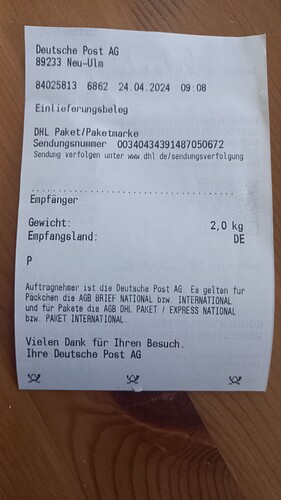 Deutsche Post AG
89233 Neu-Ulm
84025813 6862 24.04.2024 09:08
Einlieferungsbeleg
DHL Paket/Paketmarke
Sendungsnummer 00340434391487050672
Sendung verfolgen unter www.dhl.de/sendungsverfolgung
....................................
Empfänger
Gewicht: 2,0 kg
Empfangsland: DE
P
Auftragnehmer ist die Deutsche Post AG. Es gelten für
Päckchen die AGB BRIEF NATIONAL bzw. INTERNATIONAL
und für Pakete die AGB DHL PAKET / EXPRESS NATIONAL
bzw. PAKET INTERNATIONAL.
Vielen Dank für Ihren Besuch.
Ihre Deutsche Post AG